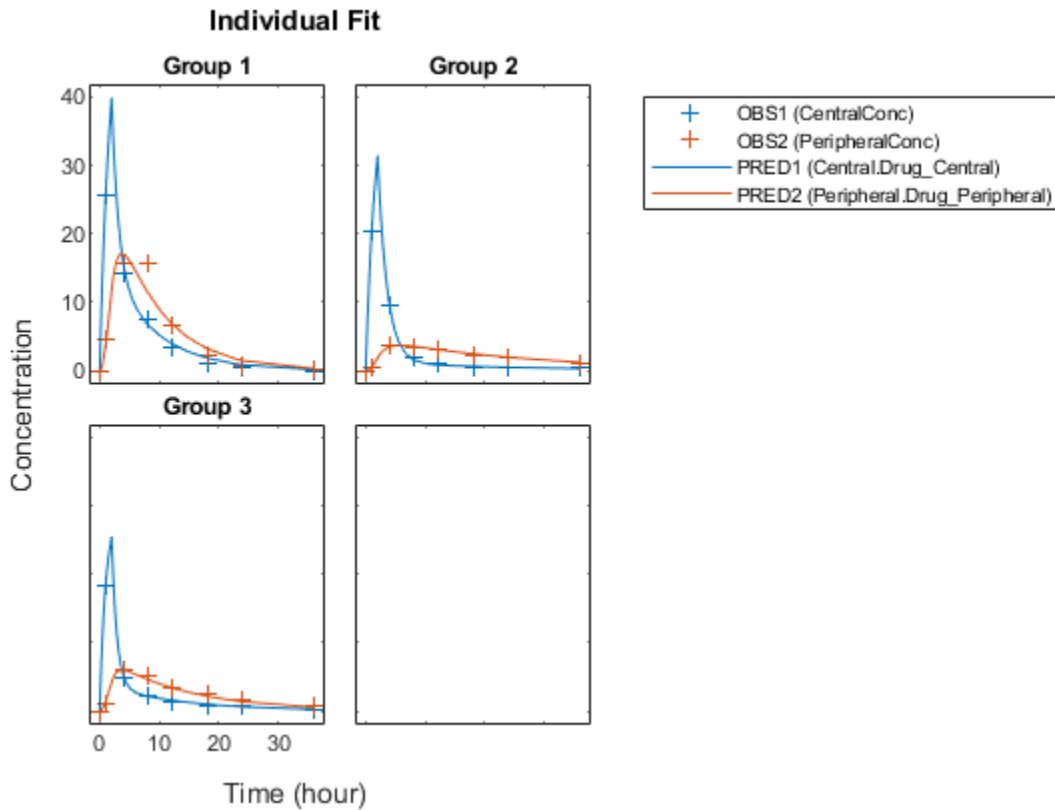 Individual Fit
Group 1
Group 2
40
30
20
10
0
OBS1 (CentralConc)
OBS2 (PeripheralConc)
PRED1 (Central.Drug_Central)
PRED2 (Peripheral.Drug_Peripheral)
Group 3
Concentration
0 10 20 30
Time (hour)